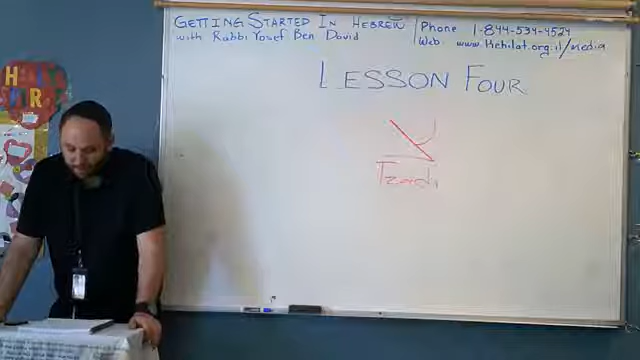 GETTING STARTED IN HEBREW
with Rabbi Yosef Ben David
Phone 1-844-534-4524
Web: www.Kehilat.org.il/media
LESSON FOUR
צ
Tzadi